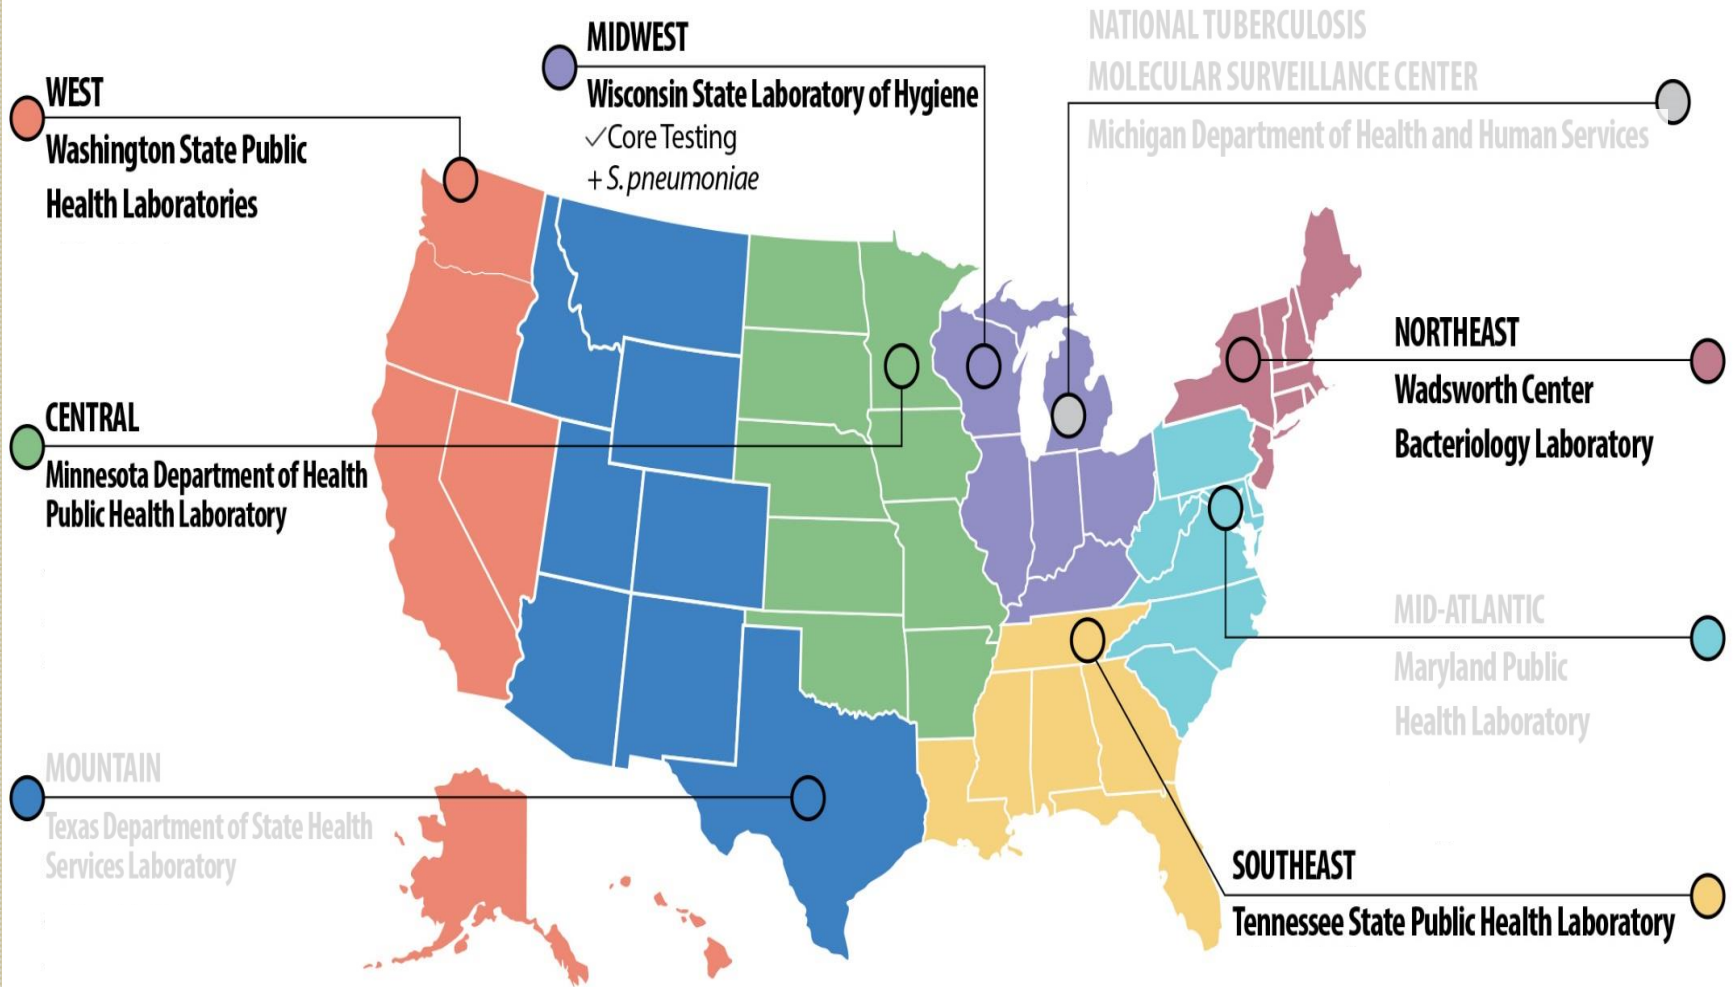 WEST
Washington State Public
Health Laboratories
MIDWEST
Wisconsin State Laboratory of Hygiene
✓Core Testing
+ S. pneumoniae
NATIONAL TUBERCULOSIS
MOLECULAR SURVEILLANCE CENTER
Michigan Department of Health and Human Services
CENTRAL
Minnesota Department of Health
Public Health Laboratory
NORTHEAST
Wadsworth Center
Bacteriology Laboratory
MID-ATLANTIC
Maryland Public
Health Laboratory
MOUNTAIN
Texas Department of State Health
Services Laboratory
SOUTHEAST
Tennessee State Public Health Laboratory